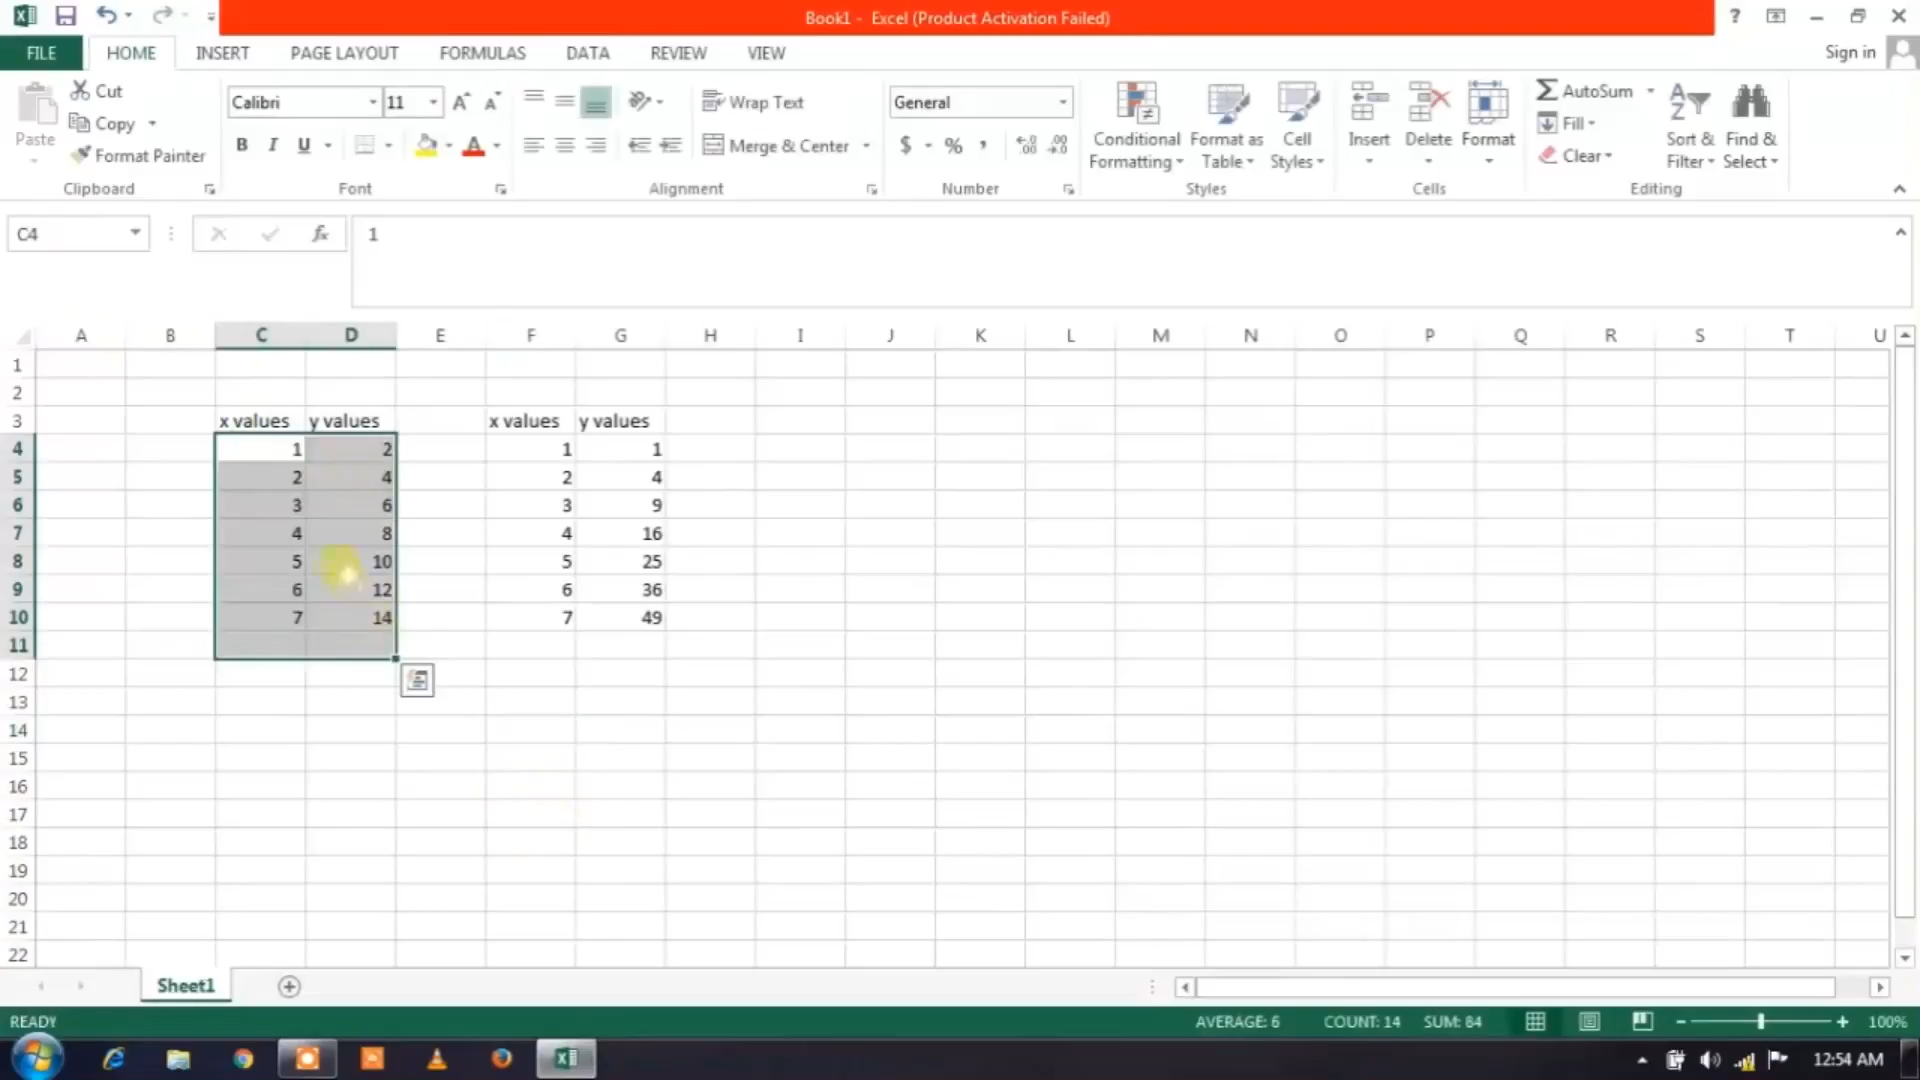 Book1 - Excel (Product Activation Failed)
?
FILE HOME INSERT PAGE LAYOUT FORMULAS DATA REVIEW VIEW Sign in
Paste
Cut
Copy
Format Painter
Clipboard
Calibri 11
B I U
Font
Wrap Text
Merge & Center
Alignment
General
$ % ,
Number
Conditional Formatting
Format as Table
Cell Styles
Styles
Insert Delete Format
Cells
AutoSum
Fill
Clear
Sort & Filter
Find & Select
Editing
C4 fx 1
A B C D E F G H I J K L M N O P Q R S T U
1
2
3 x values y values x values y values
4 1 2 1 1
5 2 4 2 4
6 3 6 3 9
7 4 8 4 16
8 5 10 5 25
9 6 12 6 36
10 7 14 7 49
11
12
13
14
15
16
17
18
19
20
21
22
Sheet1
READY AVERAGE: 6 COUNT: 14 SUM: 84 100%
12:54 AM